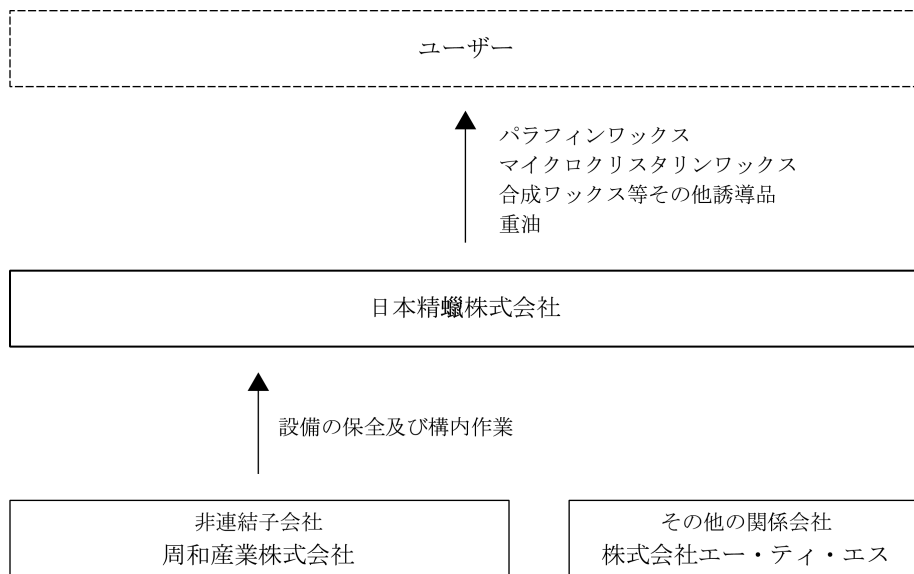 ユーザー
パラフィンワックス
マイクロクリスタリンワックス
合成ワックス等その他誘導品
重油
日本精蠟株式会社
設備の保全及び構内作業
非連結子会社
周和産業株式会社
その他の関係会社
株式会社エー・ティ・エス